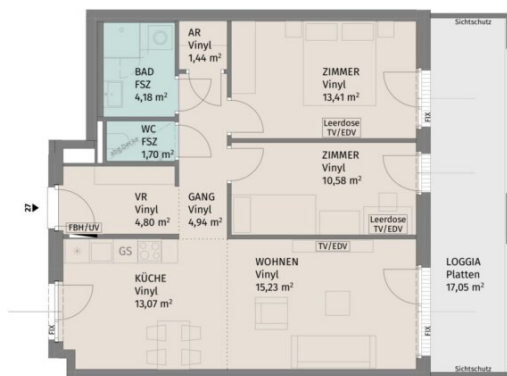 Sichtschutz
AR
Vinyl
1,44 m²
BAD
FSZ
4,18 m²
ZIMMER
Vinyl
13,41 m²
Leerdose
TV/EDV
FIX
WC
FSZ
1,70 m²
abg.Decke
ZIMMER
Vinyl
10,58 m²
Leerdose
TV/EDV
27
VR
Vinyl
4,80 m²
GANG
Vinyl
4,94 m²
FBH/UV
GS
TV/EDV
KÜCHE
Vinyl
13,07 m²
WOHNEN
Vinyl
15,23 m²
LOGGIA
Platten
17,05 m²
FIX
FIX
Sichtschutz